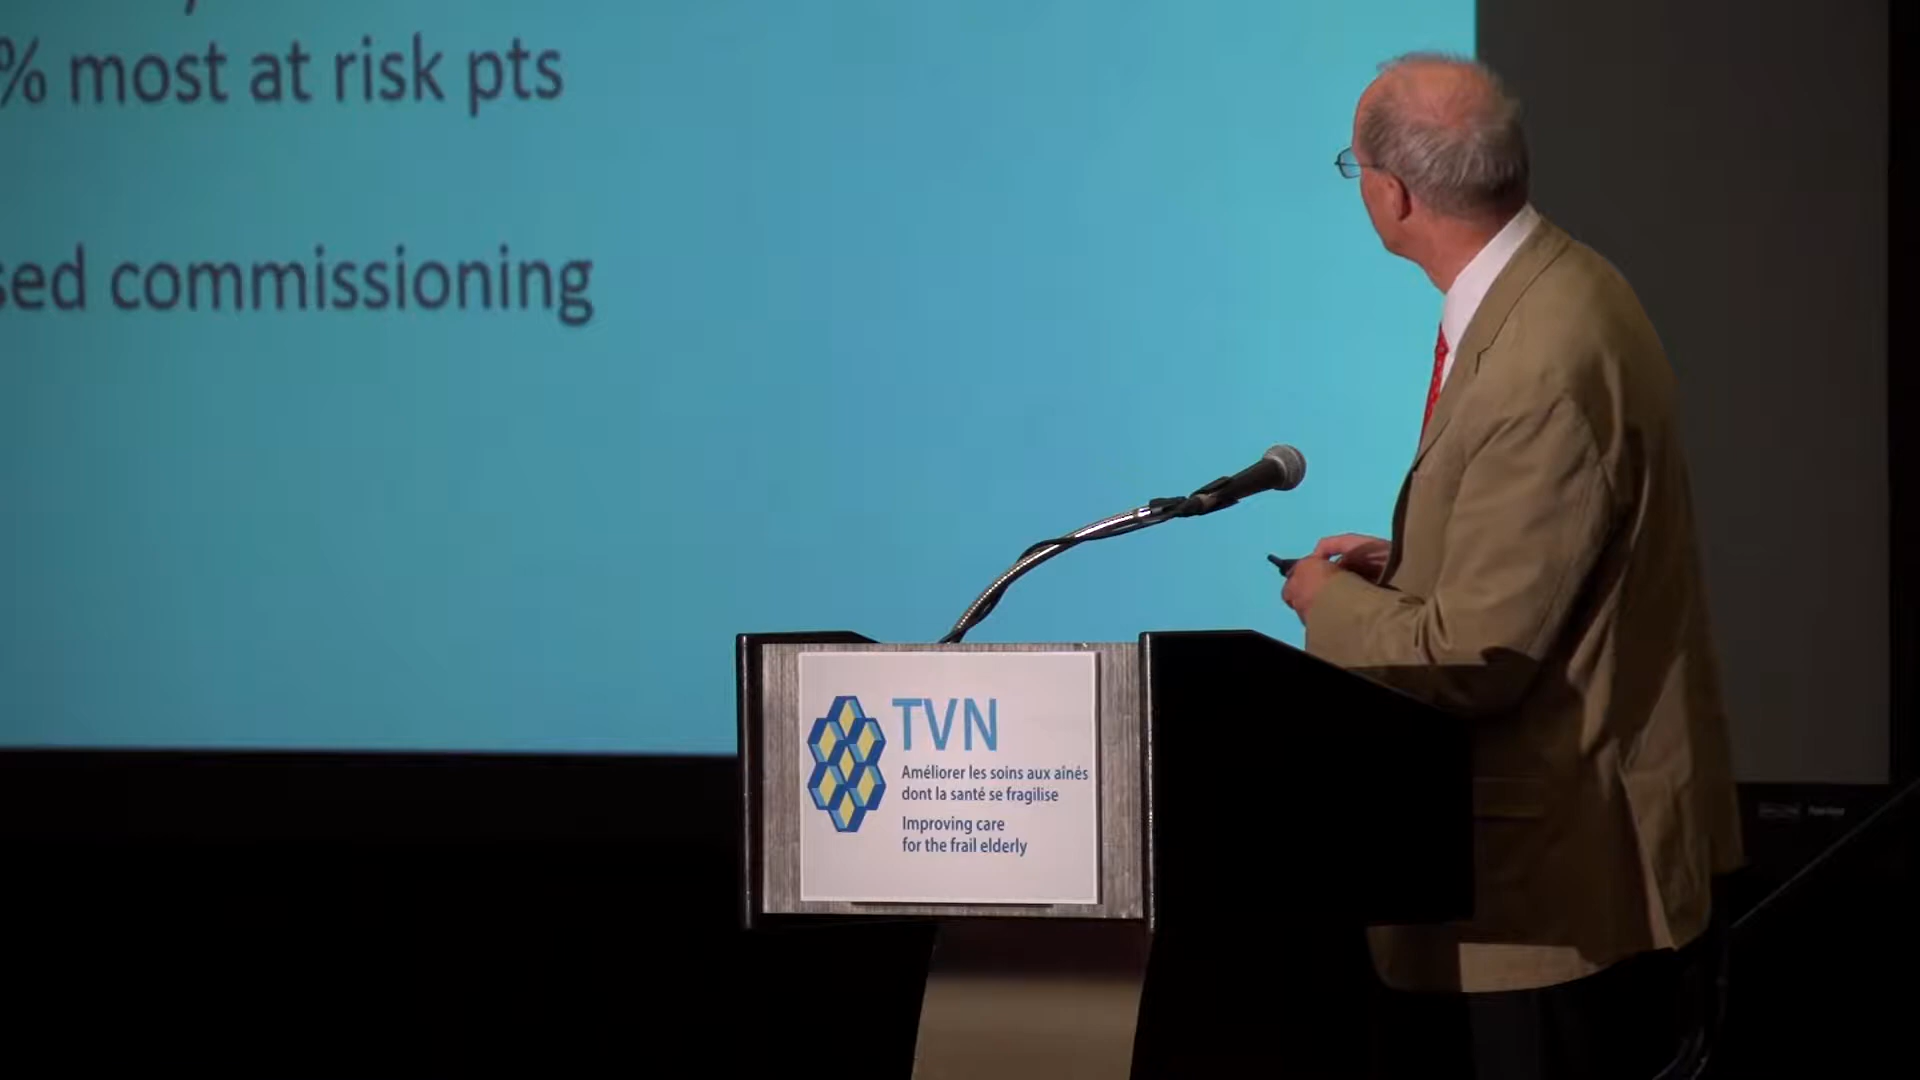 % most at risk pts
sed commissioning
TVN
Améliorer les soins aux aînés
dont la santé se fragilise
Improving care
for the frail elderly